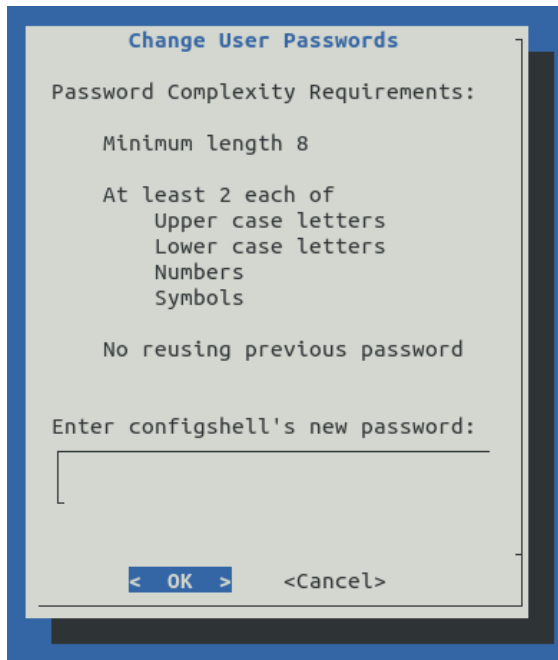 Change User Passwords
Password Complexity Requirements:
Minimum length 8
At least 2 each of
Upper case letters
Lower case letters
Numbers
Symbols
No reusing previous password
Enter configshell's new password:
< OK > <Cancel>